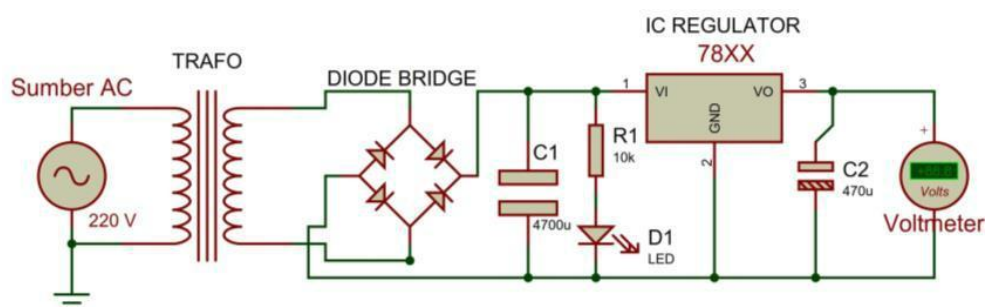 IC REGULATOR
78XX
TRAFO
Sumber AC
DIODE BRIDGE
1
VI
VO
3
GND
2
R1
10k
C1
4700u
C2
470u
+
Volts
Voltmeter
220 V
D1
LED